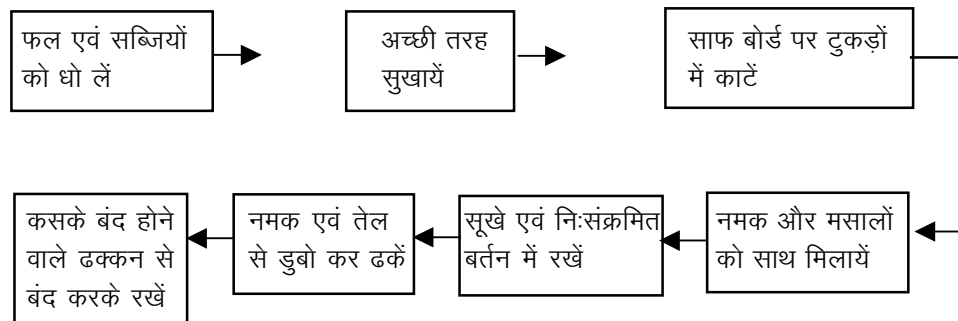 फल एवं सब्जियों
को धो लें
अच्छी तरह
सुखायें
साफ बोर्ड पर टुकड़ों
में काटें
नमक और मसालों
को साथ मिलायें
सूखे एवं निःसंक्रमित
बर्तन में रखें
नमक एवं तेल
से डुबो कर ढकें
कसके बंद होने
वाले ढक्कन से
बंद करके रखें